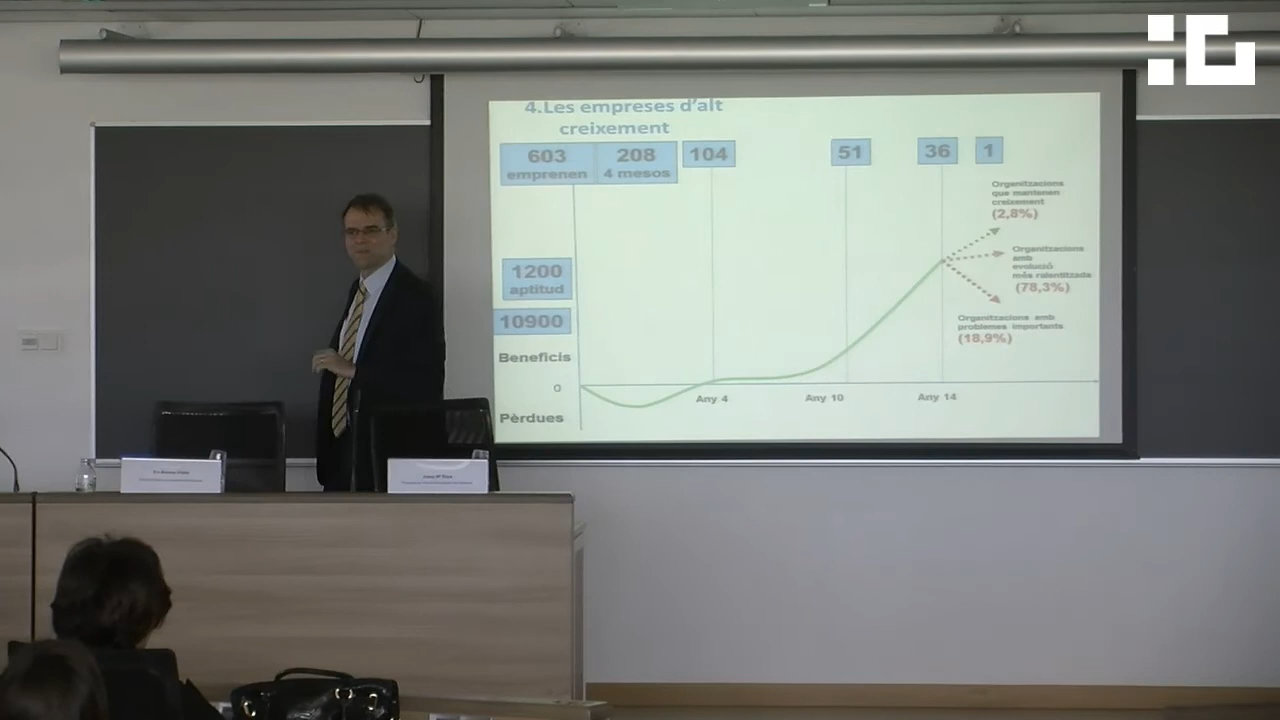 4.Les empreses d'alt
creixement
603
emprenen
208
4 mesos
104
51
36
1
Organitzacions
que mantenen
creixement
(2,8%)
Organitzacions
amb
evolució
més ralentitzada
(78,3%)
Organitzacions amb
problemes importants
(18,9%)
1200
aptitud
10900
Beneficis
0
Pèrdues
Any 4
Any 10
Any 14